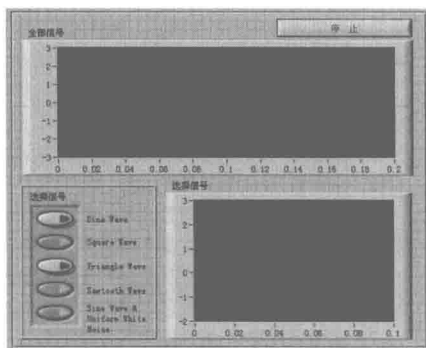 全部信号
停止
3
2
1
0
-1
-2
-3
0 0.02 0.04 0.06 0.08 0.1 0.12 0.14 0.16 0.18 0.2
选择信号
Sine Wave
Square Wave
Triangle Wave
Sawtooth Wave
Sine Wave &
Uniform White
Noise
选择信号
3
2
0
-1
-2
0 0.02 0.04 0.06 0.08 0.1